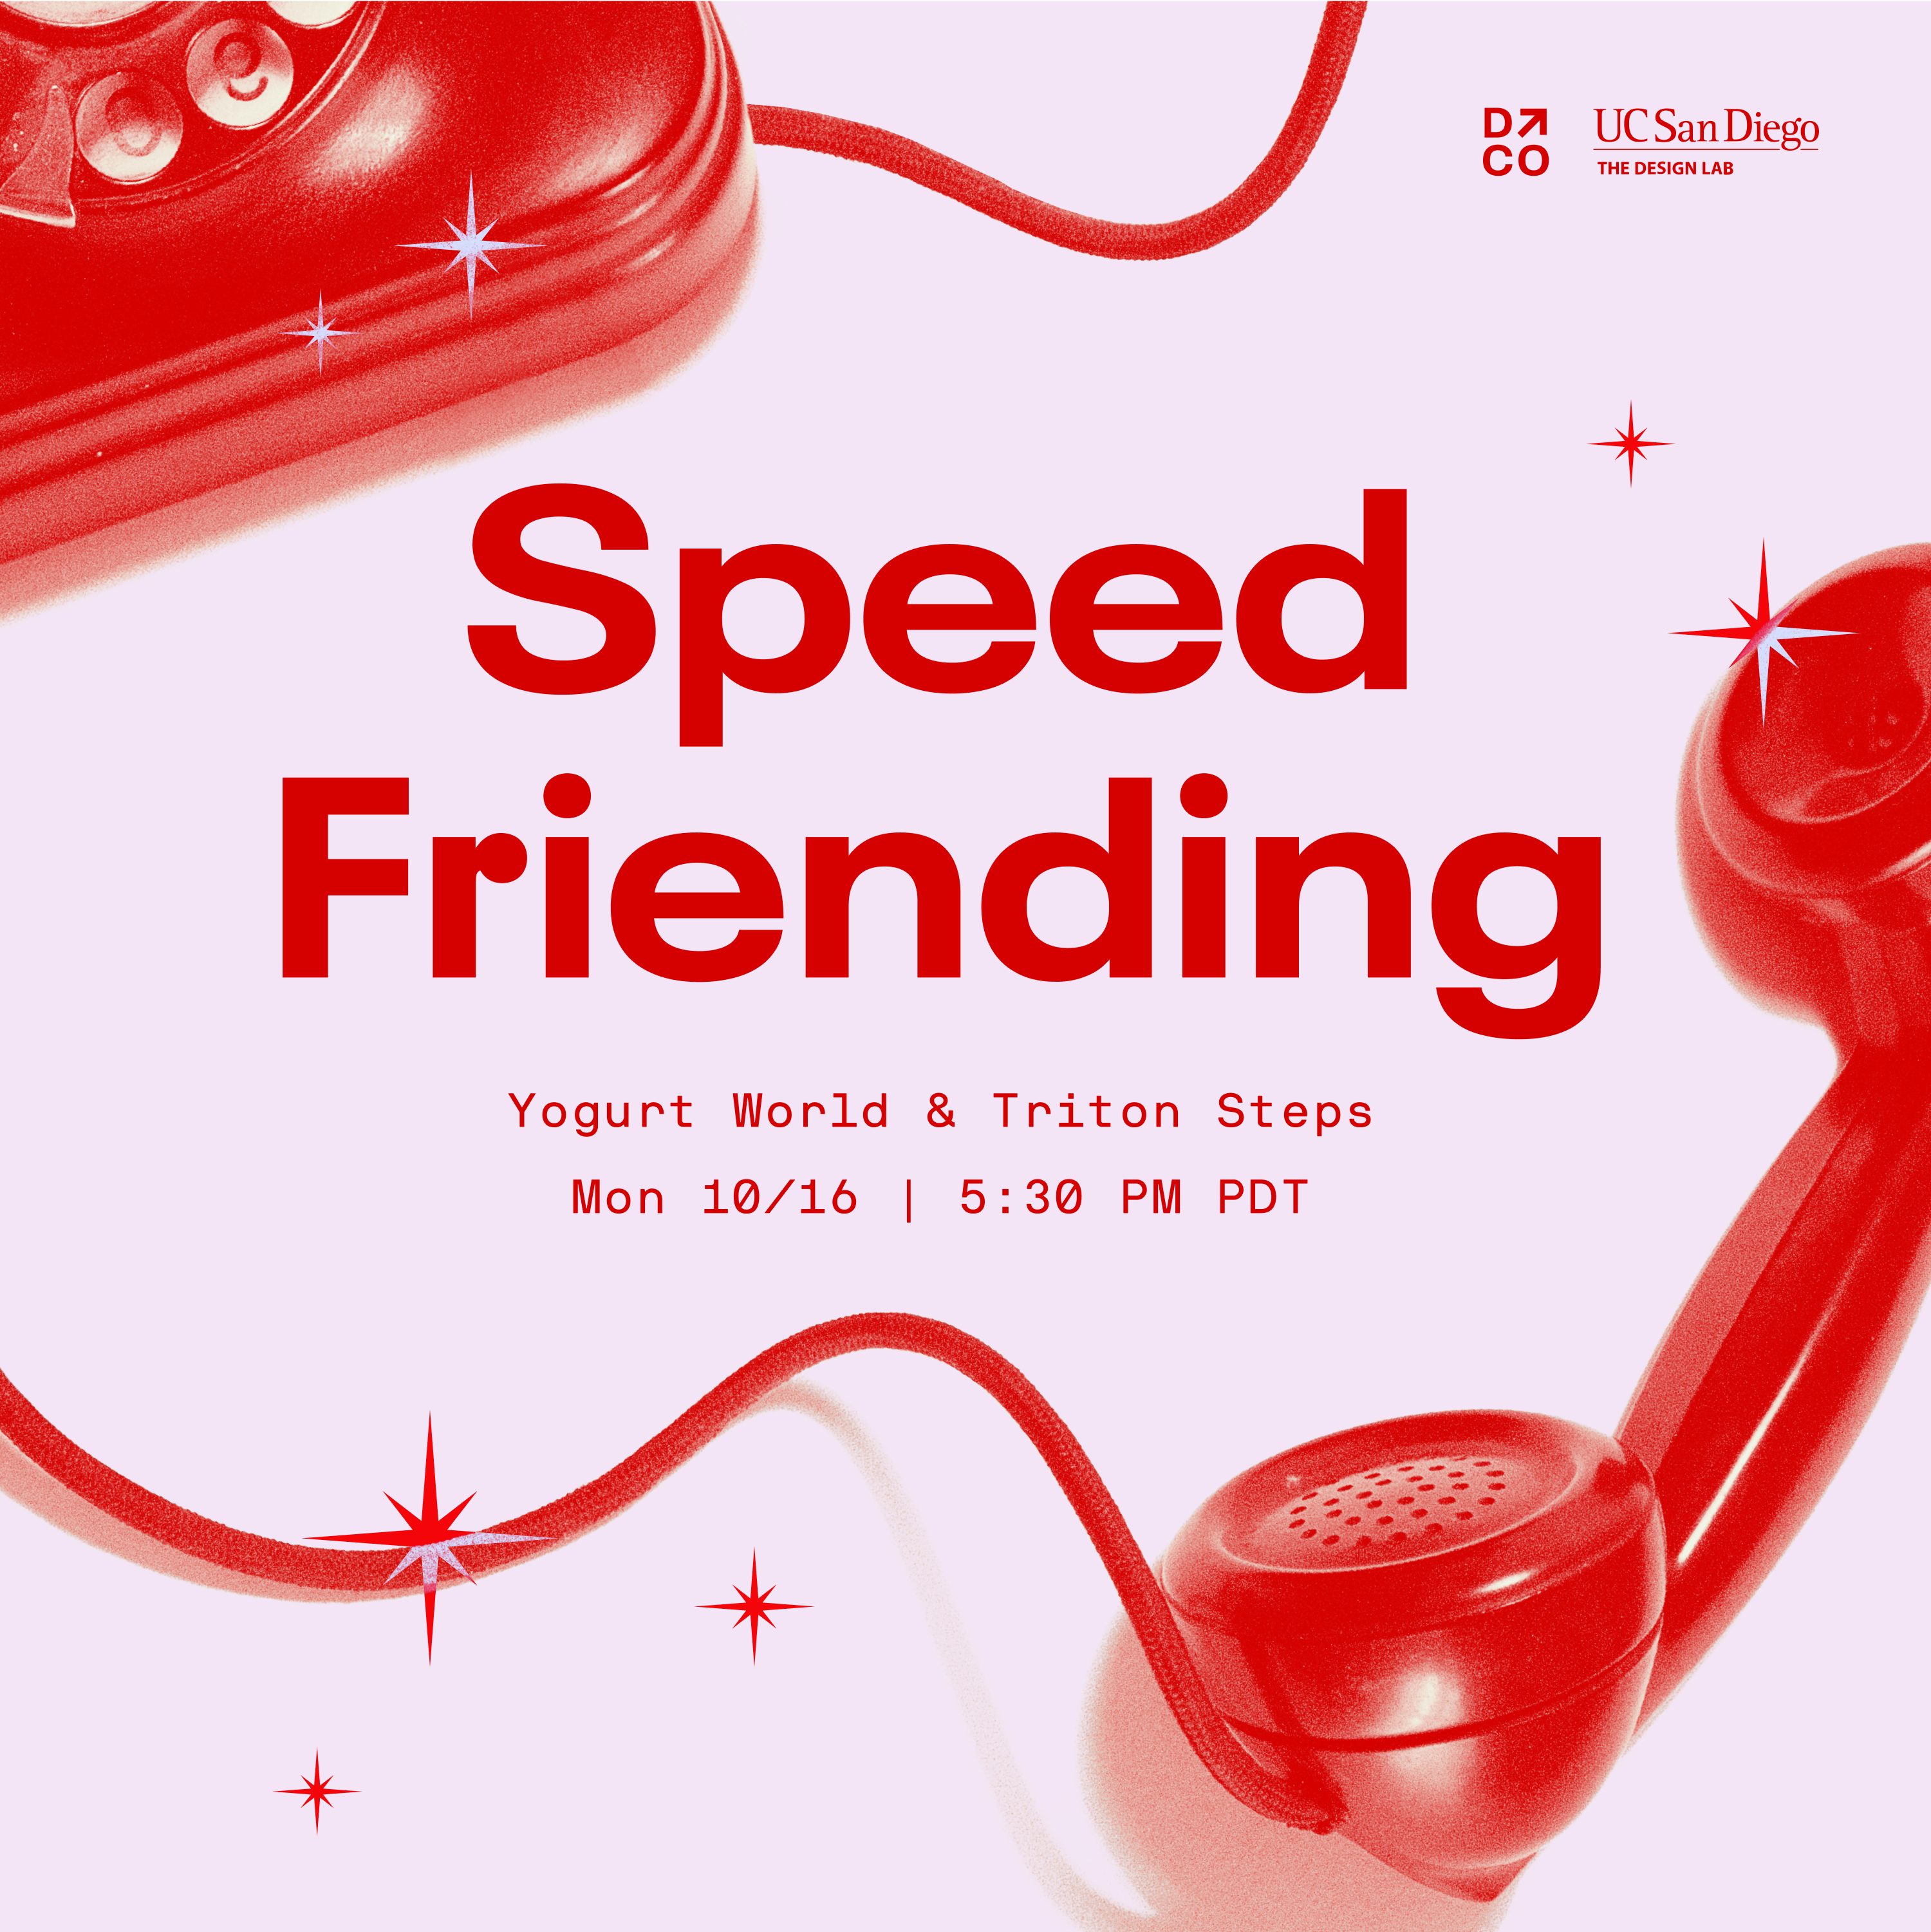 D↗
CO
UC San Diego
THE DESIGN LAB
Speed
Friending
Yogurt World & Triton Steps
Mon 10/16 | 5:30 PM PDT